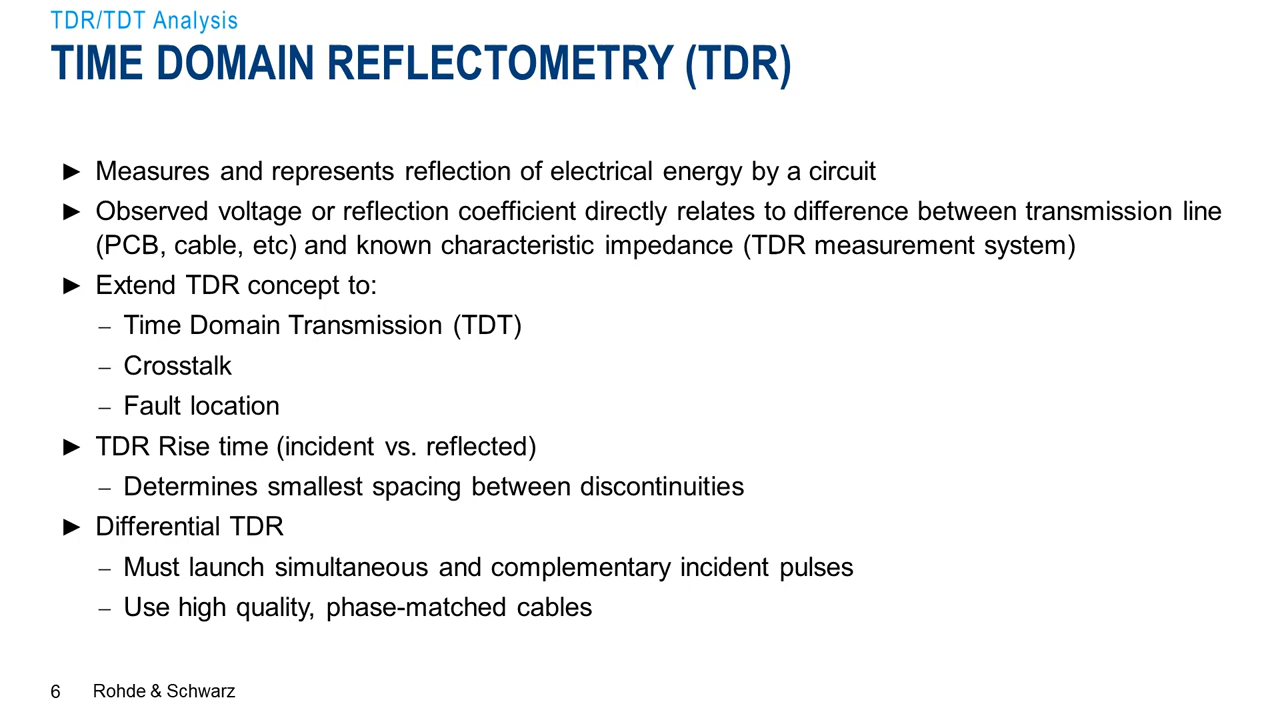 TDR/TDT Analysis
TIME DOMAIN REFLECTOMETRY (TDR)
► Measures and represents reflection of electrical energy by a circuit
► Observed voltage or reflection coefficient directly relates to difference between transmission line
(PCB, cable, etc) and known characteristic impedance (TDR measurement system)
► Extend TDR concept to:
– Time Domain Transmission (TDT)
– Crosstalk
– Fault location
► TDR Rise time (incident vs. reflected)
– Determines smallest spacing between discontinuities
► Differential TDR
– Must launch simultaneous and complementary incident pulses
– Use high quality, phase-matched cables
6 Rohde & Schwarz